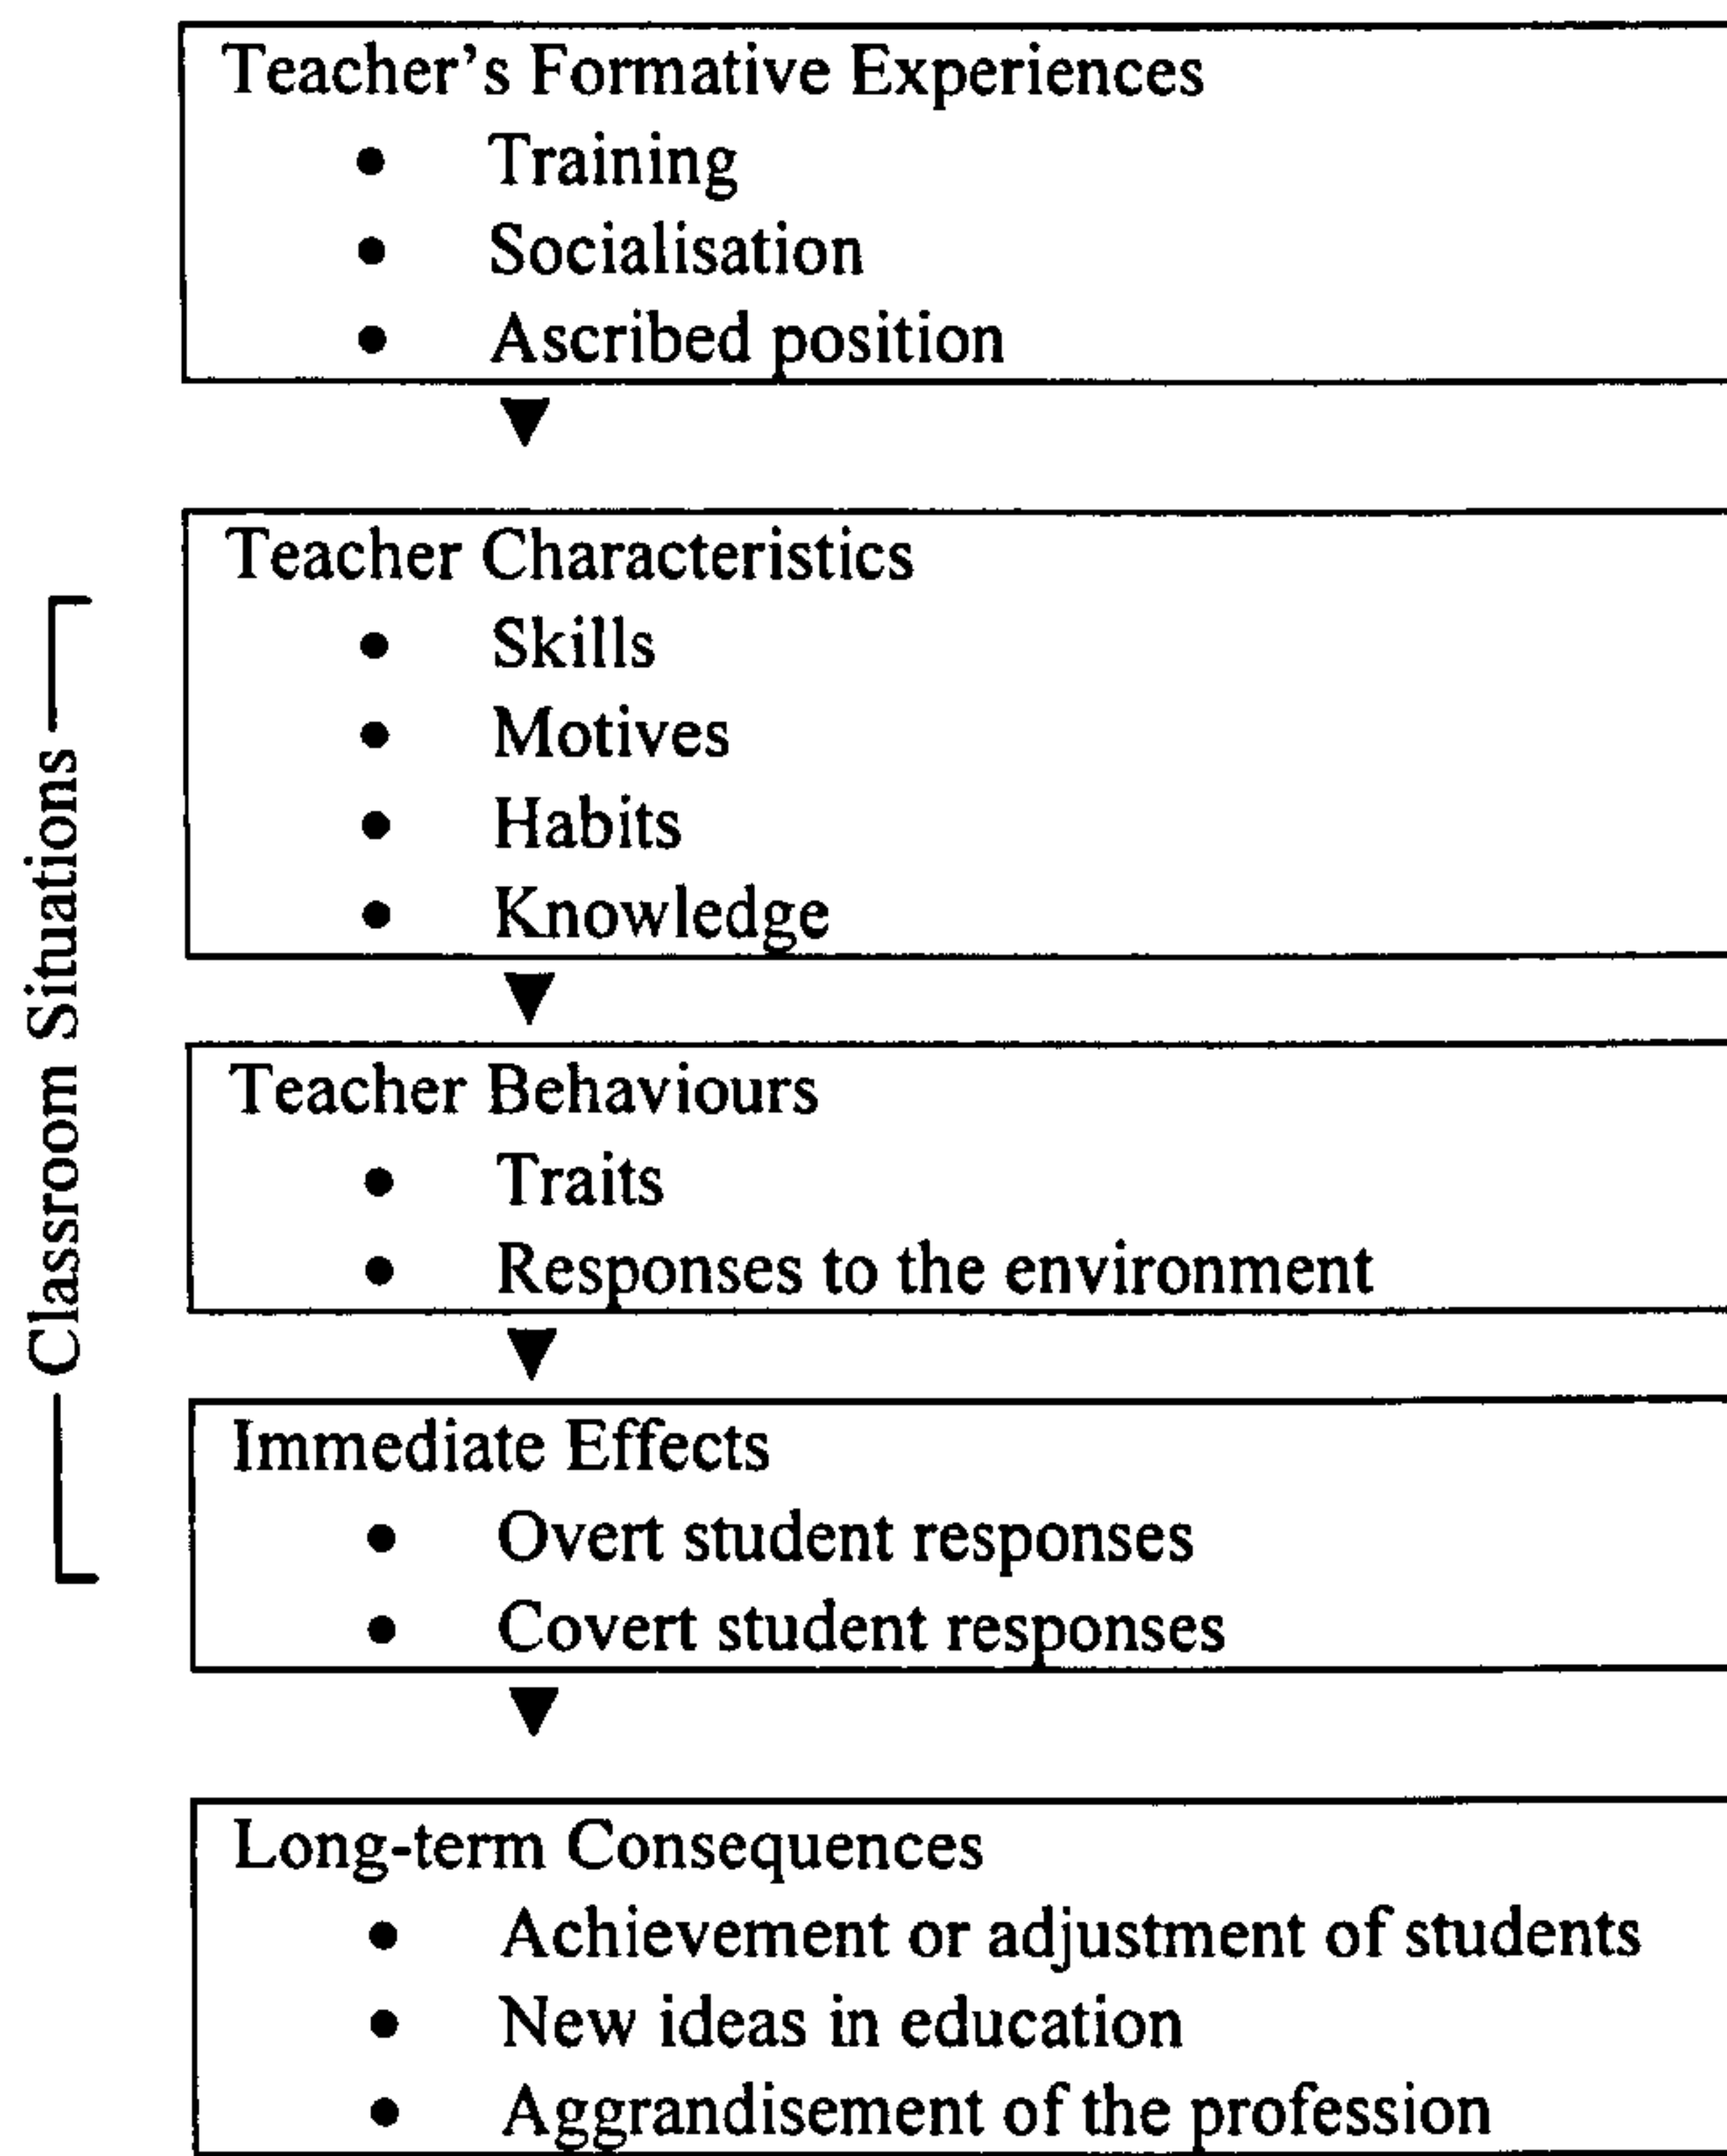 Teacher's Formative Experiences
• Training
• Socialisation
• Ascribed position
Classroom Situations
Teacher Characteristics
• Skills
• Motives
• Habits
• Knowledge
Teacher Behaviours
• Traits
• Responses to the environment
Immediate Effects
• Overt student responses
• Covert student responses
Long-term Consequences
• Achievement or adjustment of students
• New ideas in education
• Aggrandisement of the profession